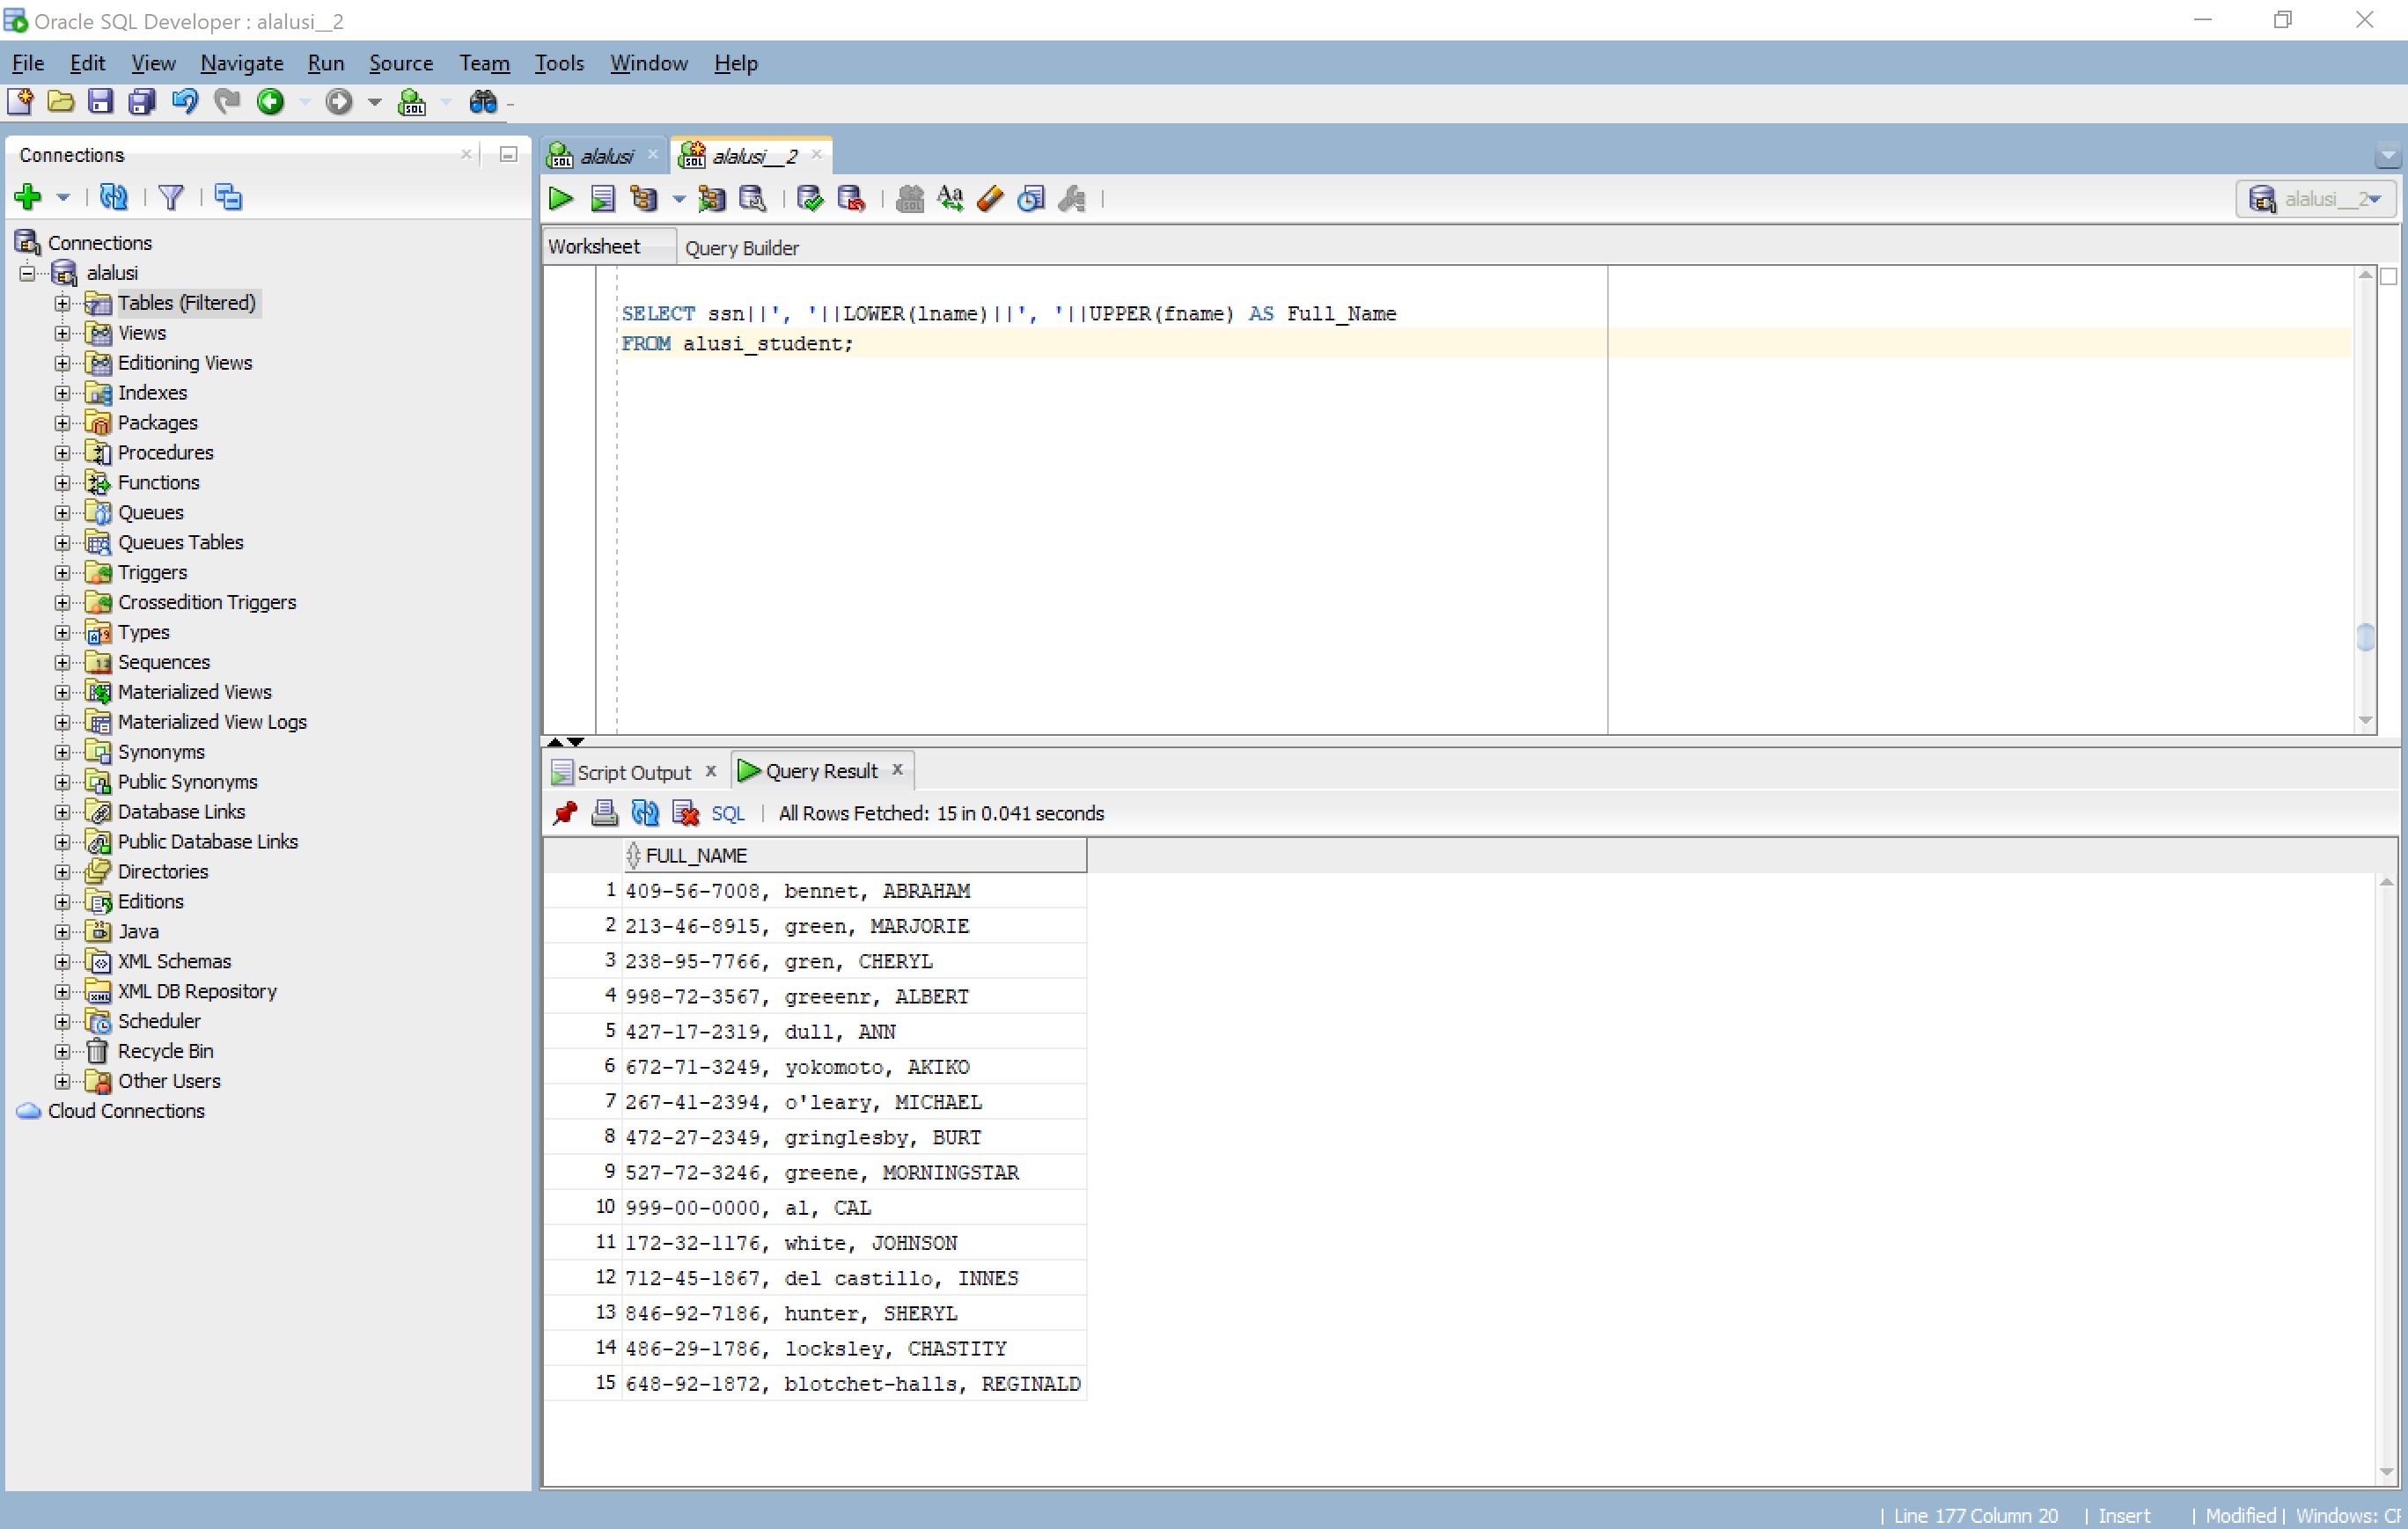 Oracle SQL Developer : alalusi__2
File Edit View Navigate Run Source Team Tools Window Help
Connections
Connections
alalusi
Tables (Filtered)
Views
Editioning Views
Indexes
Packages
Procedures
Functions
Queues
Queues Tables
Triggers
Crossedition Triggers
Types
Sequences
Materialized Views
Materialized View Logs
Synonyms
Public Synonyms
Database Links
Public Database Links
Directories
Editions
Java
XML Schemas
XML DB Repository
Scheduler
Recycle Bin
Other Users
Cloud Connections
alalusi alalusi__2
alalusi__2
Worksheet Query Builder
SELECT ssn||', '||LOWER(lname)||', '||UPPER(fname) AS Full_Name
FROM alusi_student;
Script Output Query Result
SQL | All Rows Fetched: 15 in 0.041 seconds
FULL_NAME
1 409-56-7008, bennet, ABRAHAM
2 213-46-8915, green, MARJORIE
3 238-95-7766, gren, CHERYL
4 998-72-3567, greeenr, ALBERT
5 427-17-2319, dull, ANN
6 672-71-3249, yokomoto, AKIKO
7 267-41-2394, o'leary, MICHAEL
8 472-27-2349, gringlesby, BURT
9 527-72-3246, greene, MORNINGSTAR
10 999-00-0000, al, CAL
11 172-32-1176, white, JOHNSON
12 712-45-1867, del castillo, INNES
13 846-92-7186, hunter, SHERYL
14 486-29-1786, locksley, CHASTITY
15 648-92-1872, blotchet-halls, REGINALD
| Line 177 Column 20 | Insert | Modified | Windows: